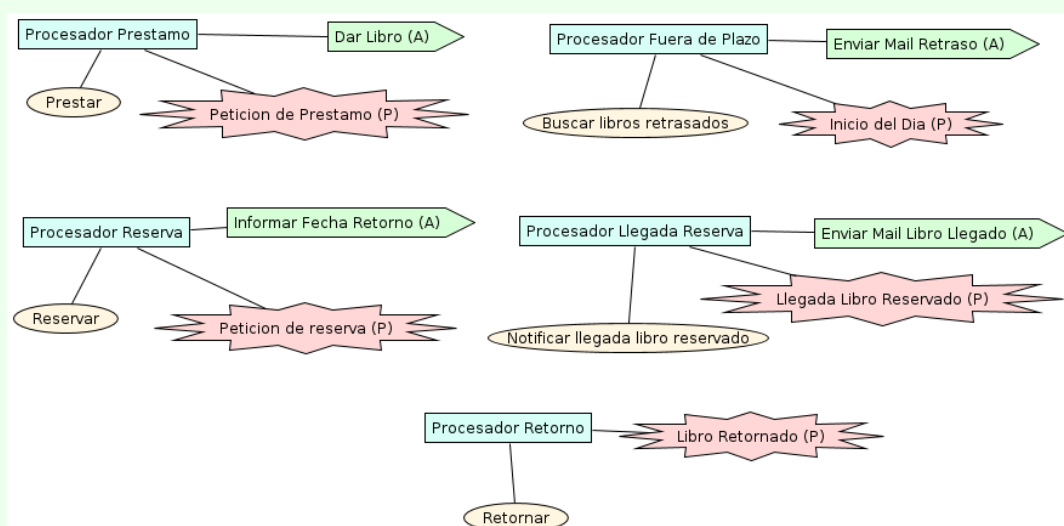 Procesador Prestamo
Dar Libro (A)
Prestar
Peticion de Prestamo (P)
Procesador Fuera de Plazo
Enviar Mail Retraso (A)
Buscar libros retrasados
Inicio del Dia (P)
Procesador Reserva
Informar Fecha Retorno (A)
Reservar
Peticion de reserva (P)
Procesador Llegada Reserva
Enviar Mail Libro Llegado (A)
Llegada Libro Reservado (P)
Notificar llegada libro reservado
Procesador Retorno
Libro Retornado (P)
Retornar